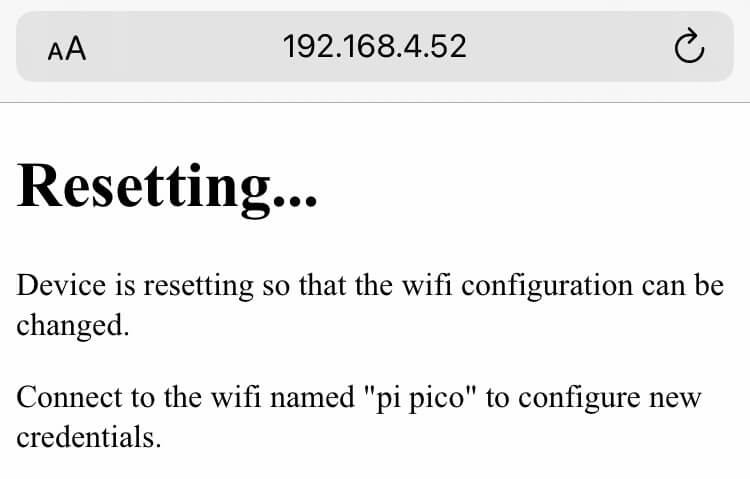 AA 192.168.4.52
Resetting...
Device is resetting so that the wifi configuration can be
changed.
Connect to the wifi named "pi pico" to configure new
credentials.